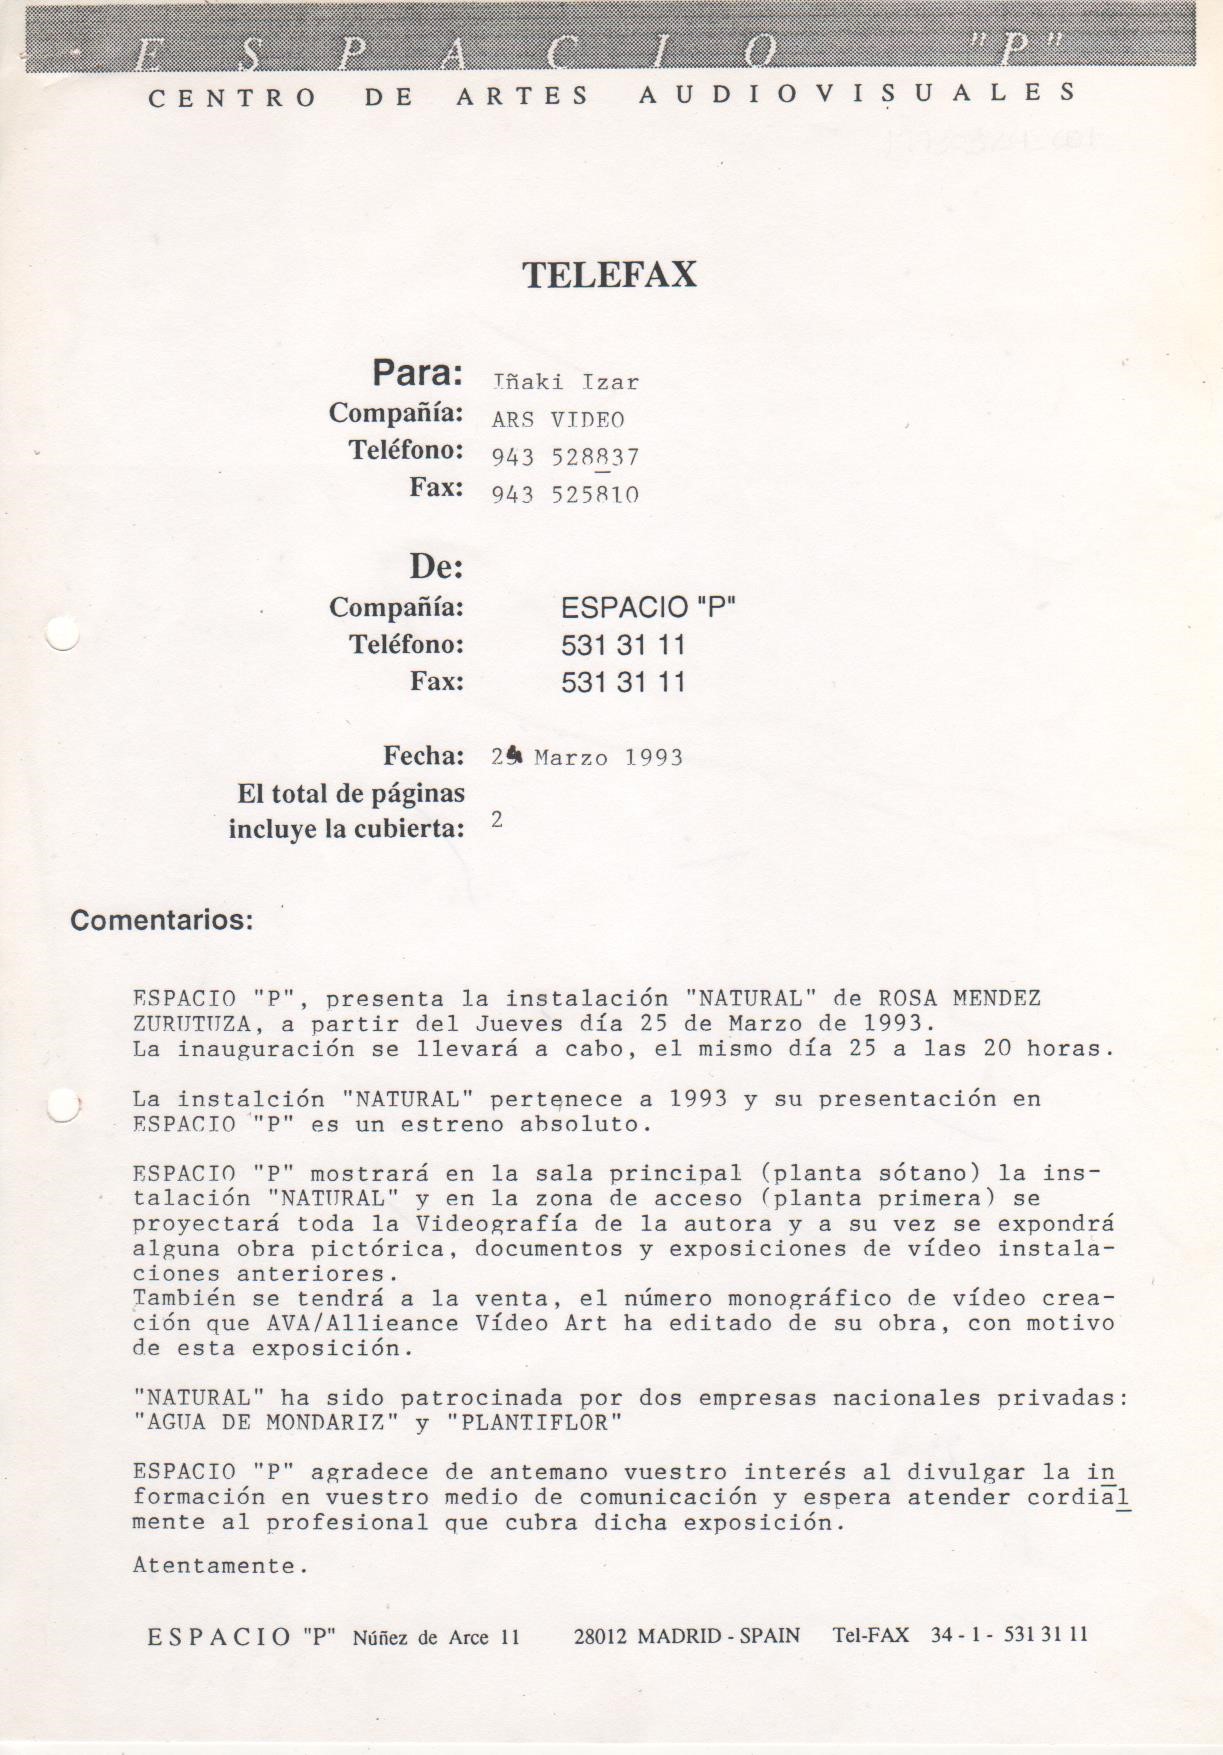 ESPACIO "P"
CENTRO DE ARTES AUDIOVISUALES
TELEFAX
Para: Iñaki Izar
Compañía: ARS VIDEO
Teléfono: 943 528837
Fax: 943 525810
De:
Compañía: ESPACIO "P"
Teléfono: 531 31 11
Fax: 531 31 11
Fecha: 24 Marzo 1993
El total de páginas
incluye la cubierta: 2
Comentarios:
ESPACIO "P", presenta la instalación "NATURAL" de ROSA MENDEZ
ZURUTUZA, a partir del Jueves día 25 de Marzo de 1993.
La inauguración se llevará a cabo, el mismo día 25 a las 20 horas.
La instalción "NATURAL" pertenece a 1993 y su presentación en
ESPACIO "P" es un estreno absoluto.
ESPACIO "P" mostrará en la sala principal (planta sótano) la ins-
talación "NATURAL" y en la zona de acceso (planta primera) se
proyectará toda la Videografía de la autora y a su vez se expondrá
alguna obra pictórica, documentos y exposiciones de vídeo instala-
ciones anteriores.
También se tendrá a la venta, el número monográfico de vídeo crea-
ción que AVA/Allieance Vídeo Art ha editado de su obra, con motivo
de esta exposición.
"NATURAL" ha sido patrocinada por dos empresas nacionales privadas:
"AGUA DE MONDARIZ" y "PLANTIFLOR"
ESPACIO "P" agradece de antemano vuestro interés al divulgar la in
formación en vuestro medio de comunicación y espera atender cordial
mente al profesional que cubra dicha exposición.
Atentamente.
ESPACIO "P" Núñez de Arce 11 28012 MADRID - SPAIN Tel-FAX 34 - 1 - 531 31 11